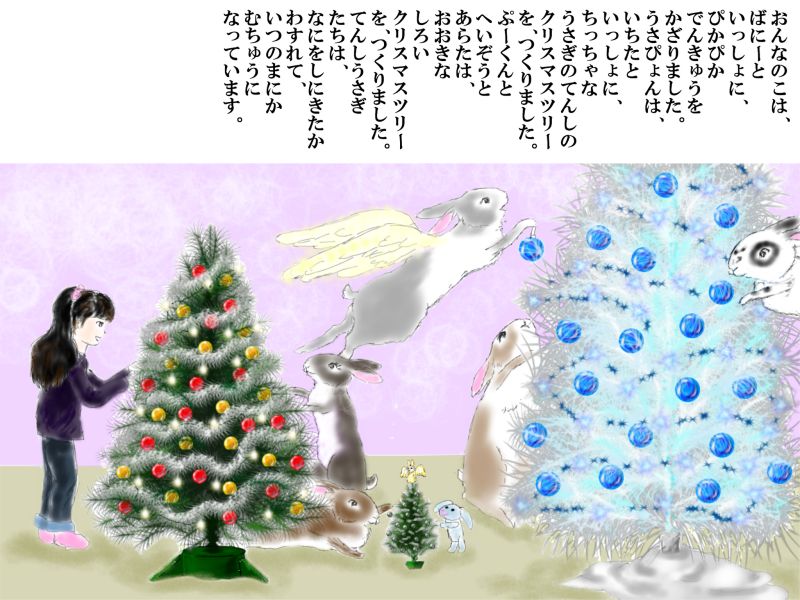 おんなのこは、
ばにーと
いっしょに、
ぴかぴか
でんきゅうを
かざりました。
うさぴょんは、
いちたと
いっしょに、
ちっちゃな
うさぎのてんしの
クリスマスツリー
を、つくりました。
ぷーくんと
へいぞうと
あらたは、
おおきな
しろい
クリスマスツリー
を、つくりました。
てんしうさぎ
たちは、
なにをしにきたか
わすれて、
いつのまにか
むちゅうに
なっています。